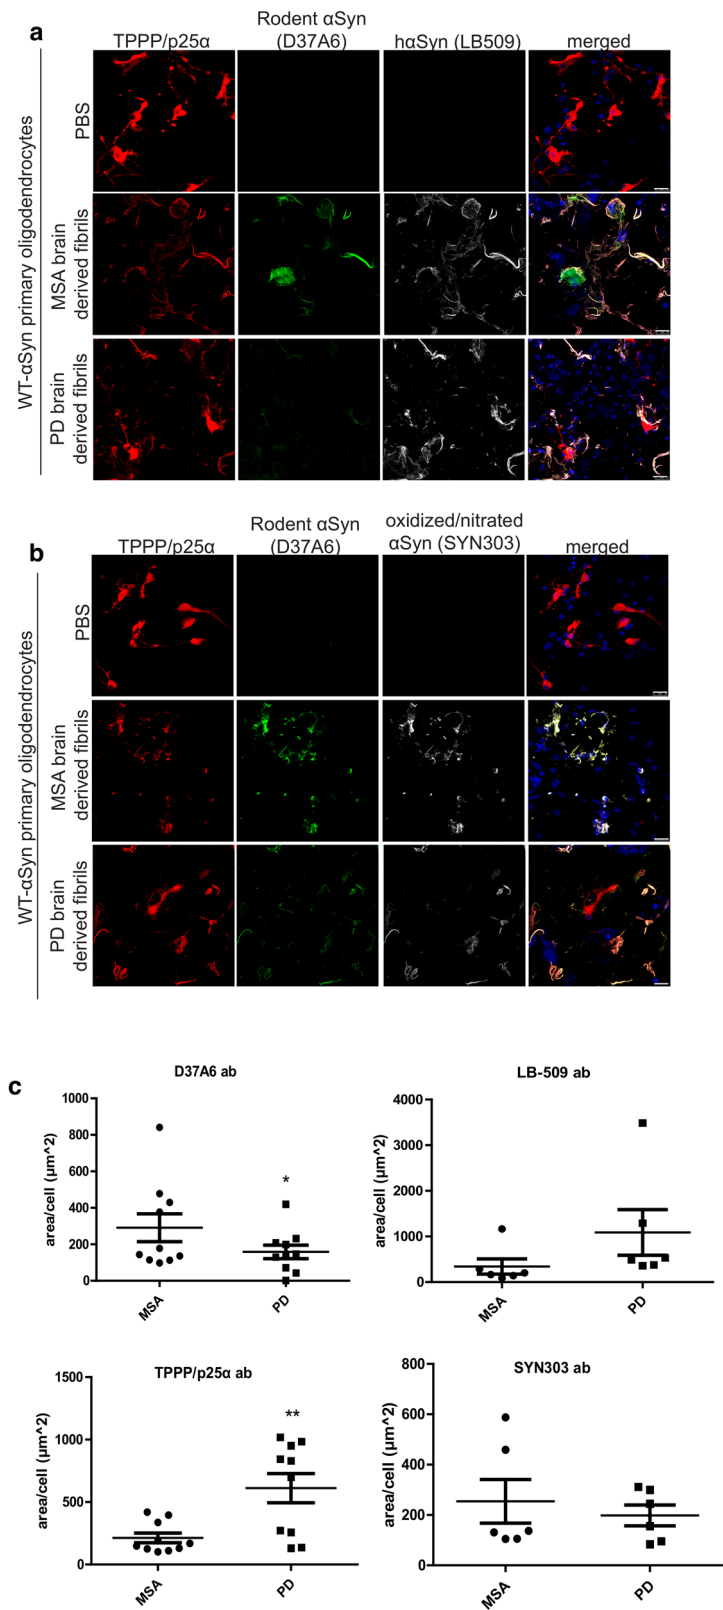 a
TPPP/p25α
Rodent αSyn
(D37A6)
hαSyn (LB509)
merged
WT-αSyn primary oligodendrocytes
PBS
MSA brain
derived fibrils
PD brain
derived fibrils
b
TPPP/p25α
Rodent αSyn
(D37A6)
oxidized/nitrated
αSyn (SYN303)
merged
WT-αSyn primary oligodendrocytes
PBS
MSA brain
derived fibrils
PD brain
derived fibrils
c
D37A6 ab
area/cell (μm^2)
1000
800
600
400
200
0
*
MSA
PD
LB-509 ab
area/cell (μm^2)
4000
3000
2000
1000
0
MSA
PD
TPPP/p25α ab
area/cell (μm^2)
1500
1000
500
0
**
MSA
PD
SYN303 ab
area/cell (μm^2)
800
600
400
200
0
MSA
PD